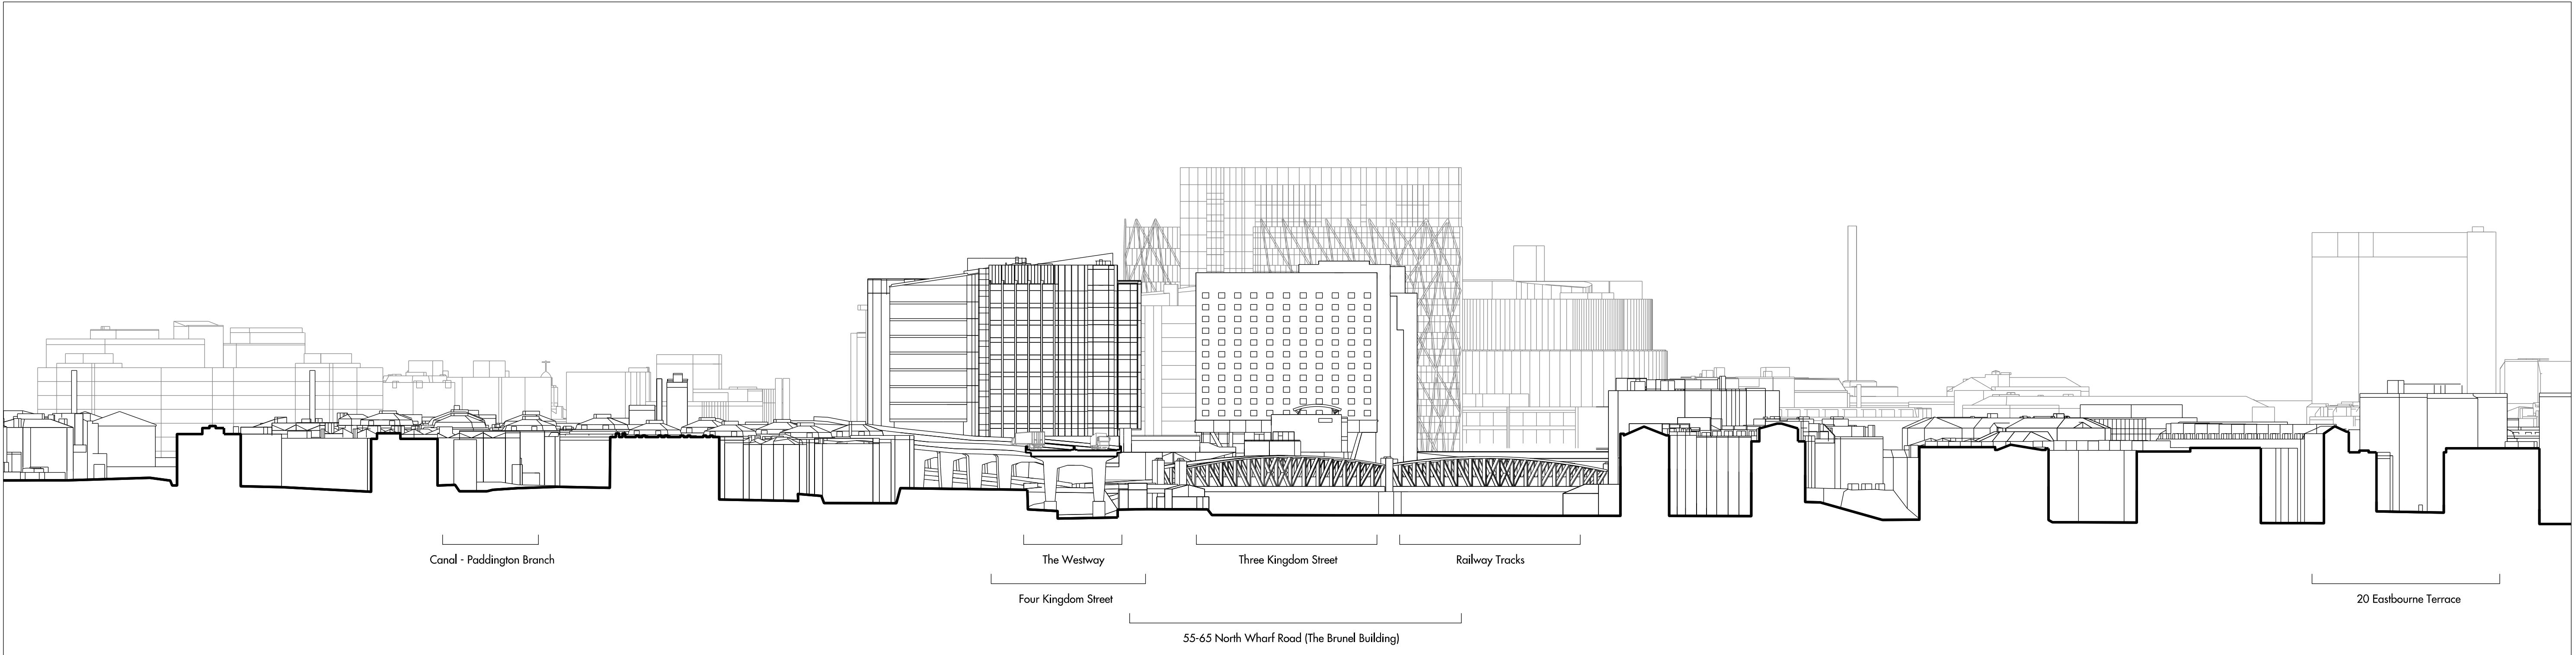 Canal - Paddington Branch
The Westway
Three Kingdom Street
Railway Tracks
Four Kingdom Street
20 Eastbourne Terrace
55-65 North Wharf Road (The Brunel Building)